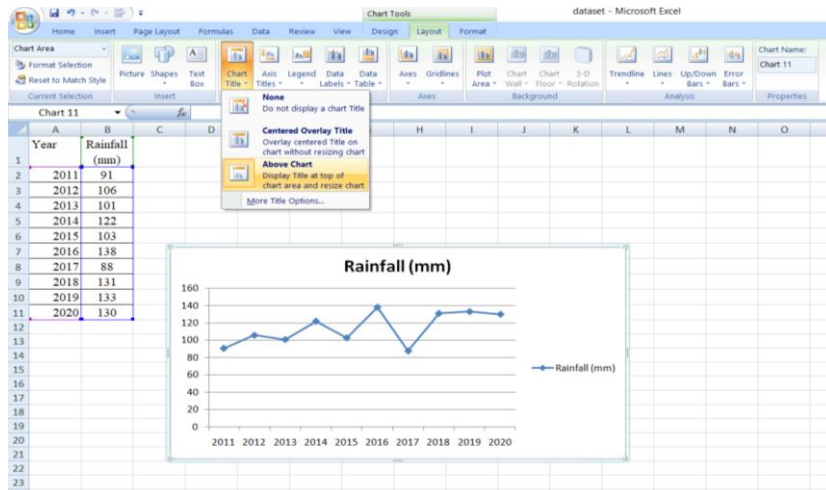 Chart Tools
dataset - Microsoft Excel
Home Insert Page Layout Formulas Data Review View Design Layout Format
Chart Area
Format Selection
Reset to Match Style
Current Selection
Picture Shapes Text Box
Insert
Chart Title Axis Titles Legend Data Labels Data Table
Axes Gridlines
Axes
Plot Area Chart Wall Chart Floor 3-D Rotation
Background
Trendline Lines Up/Down Bars Error Bars
Analysis
Chart Name:
Chart 11
Properties
None
Do not display a chart Title
Centered Overlay Title
Overlay centered Title on
chart without resizing chart
Above Chart
Display Title at top of
chart area and resize chart
More Title Options...
Chart 11 fx
A B C D H I J K L M N O
1 Year Rainfall
(mm)
2 2011 91
3 2012 106
4 2013 101
5 2014 122
6 2015 103
7 2016 138
8 2017 88
9 2018 131
10 2019 133
11 2020 130
12
13
14
15
16
17
18
19
20
21
22
23
Rainfall (mm)
160
140
120
100
80
60
40
20
0
2011 2012 2013 2014 2015 2016 2017 2018 2019 2020
Rainfall (mm)